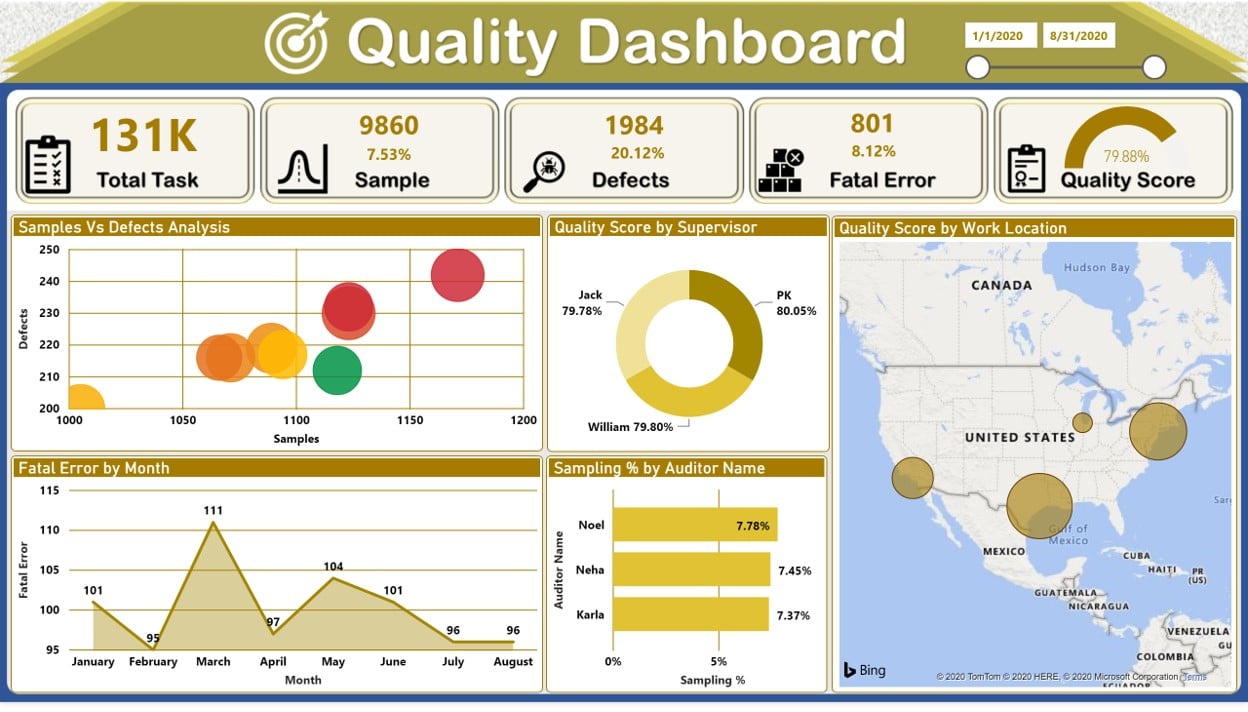 Quality Dashboard
1/1/2020
8/31/2020
131K
Total Task
9860
7.53%
Sample
1984
20.12%
Defects
801
8.12%
Fatal Error
79.88%
Quality Score
Samples Vs Defects Analysis
250
240
230
220
210
200
Defects
1000
1050
1100
1150
1200
Samples
Quality Score by Supervisor
Jack
79.78%
PK
80.05%
William 79.80%
Quality Score by Work Location
Hudson Bay
CANADA
UNITED STATES
Sarg
Gulf of
Mexico
MEXICO
CUBA
HAITI
PR
(US)
GUATEMALA
NICARAGUA
VENEZUELA
GU
COLOMBIA
ECUADOR
Bing
© 2020 TomTom © 2020 HERE, © 2020 Microsoft Corporation Terms
Fatal Error by Month
115
110
105
100
95
Fatal Error
101
95
111
97
104
101
96
96
January
February
March
April
May
June
July
August
Month
Sampling % by Auditor Name
Auditor Name
Noel
7.78%
Neha
7.45%
Karla
7.37%
0%
5%
Sampling %